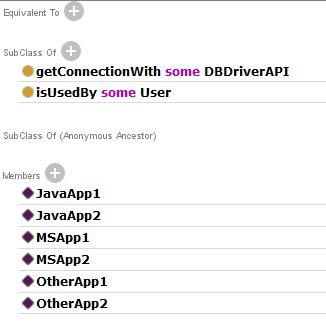 Equivalent To
SubClass Of
getConnectionWith some DBDriverAPI
isUsedBy some User
SubClass Of (Anonymous Ancestor)
Members
JavaApp1
JavaApp2
MSApp1
MSApp2
OtherApp1
OtherApp2